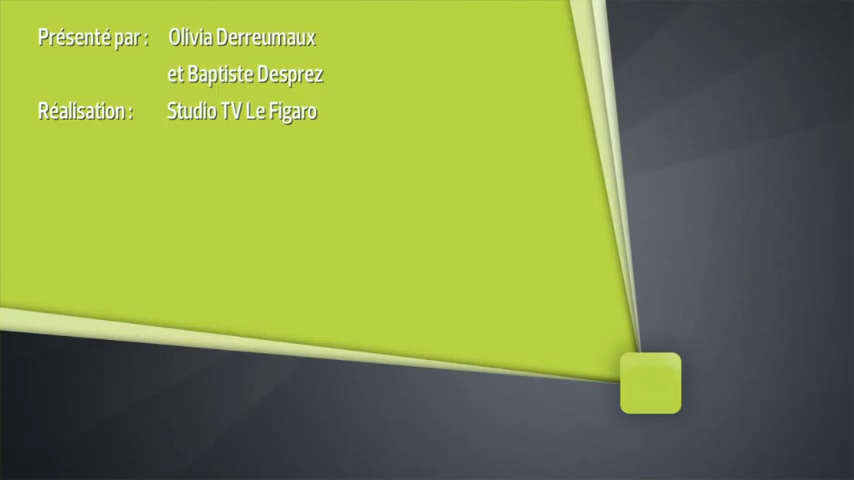 Présenté par : Olivia Derreumaux
et Baptiste Desprez
Réalisation : Studio TV Le Figaro